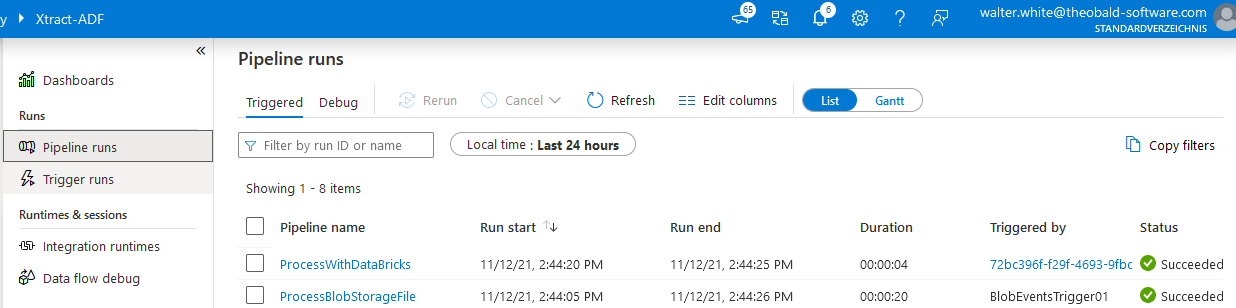 y Xtract-ADF 65 6 walter.white@theobald-software.com
STANDARDVERZEICHNIS
«
Dashboards
Runs
Pipeline runs
Trigger runs
Runtimes & sessions
Integration runtimes
Data flow debug
Pipeline runs
Triggered Debug Rerun Cancel Refresh Edit columns List Gantt
Filter by run ID or name Local time : Last 24 hours Copy filters
Showing 1 - 8 items
Pipeline name Run start ↑↓ Run end Duration Triggered by Status
ProcessWithDataBricks 11/12/21, 2:44:20 PM 11/12/21, 2:44:25 PM 00:00:04 72bc396f-f29f-4693-9fbc Succeeded
ProcessBlobStorageFile 11/12/21, 2:44:05 PM 11/12/21, 2:44:26 PM 00:00:20 BlobEventsTrigger01 Succeeded